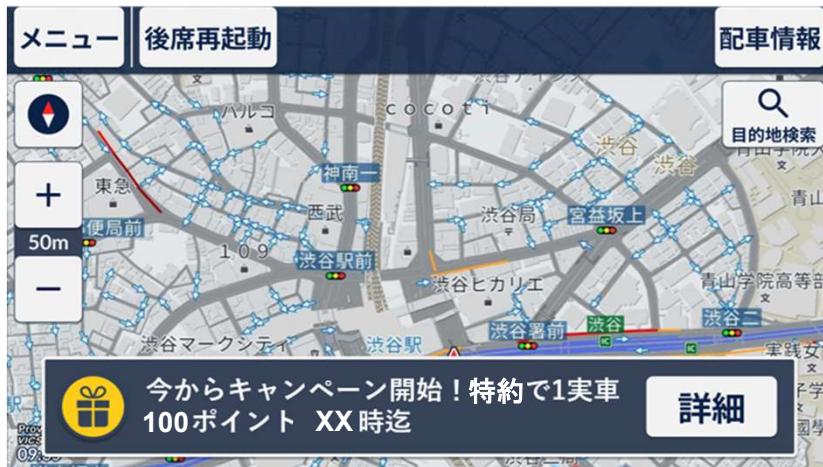 メニュー
後席再起動
配車情報
目的地検索
パルコ
cocoti
渋谷
渋谷
青山
神南一
東急
西武
渋谷局
宮益坂上
便局前
50m
109
渋谷駅前
渋谷ヒカリエ
青山学院高等部
渋谷マークシティ
渋谷駅
渋谷署前
渋谷
IC
IC
渋谷二
実践女
今からキャンペーン開始！特約で1実車
100ポイント XX時迄
詳細